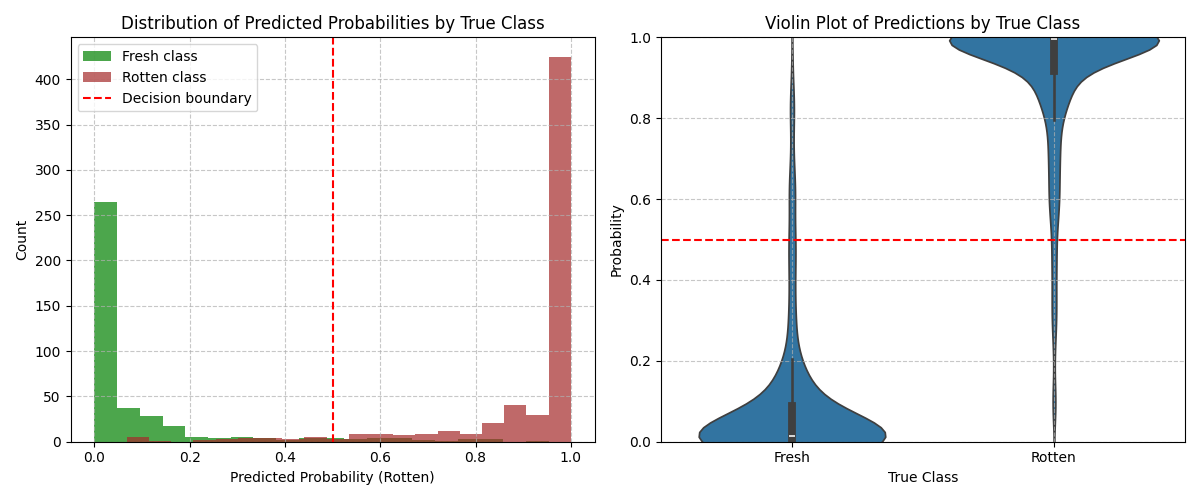 Distribution of Predicted Probabilities by True Class
Fresh class
Rotten class
Decision boundary
400
350
300
250
200
150
100
50
0
Count
0.0 0.2 0.4 0.6 0.8 1.0
Predicted Probability (Rotten)
Violin Plot of Predictions by True Class
1.0
0.8
0.6
0.4
0.2
0.0
Probability
Fresh Rotten
True Class